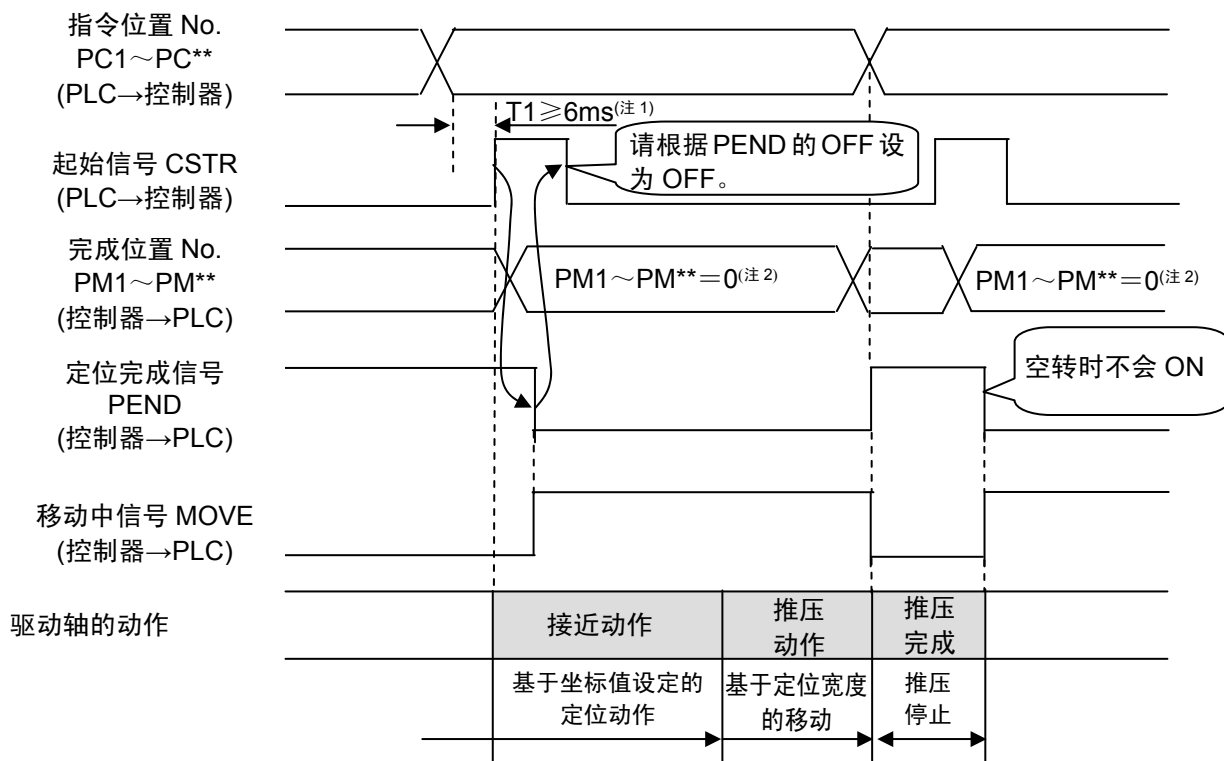 指令位置 No.
PC1～PC**
(PLC→控制器)
T1≥6ms(注 1)
请根据 PEND 的 OFF 设
为 OFF。
起始信号 CSTR
(PLC→控制器)
完成位置 No.
PM1～PM**
(控制器→PLC)
PM1～PM**＝0(注 2)
PM1～PM**＝0(注 2)
定位完成信号
PEND
(控制器→PLC)
空转时不会 ON
移动中信号 MOVE
(控制器→PLC)
驱动轴的动作
接近动作
推压
动作
推压
完成
基于坐标值设定的
定位动作
基于定位宽度
的移动
推压
停止